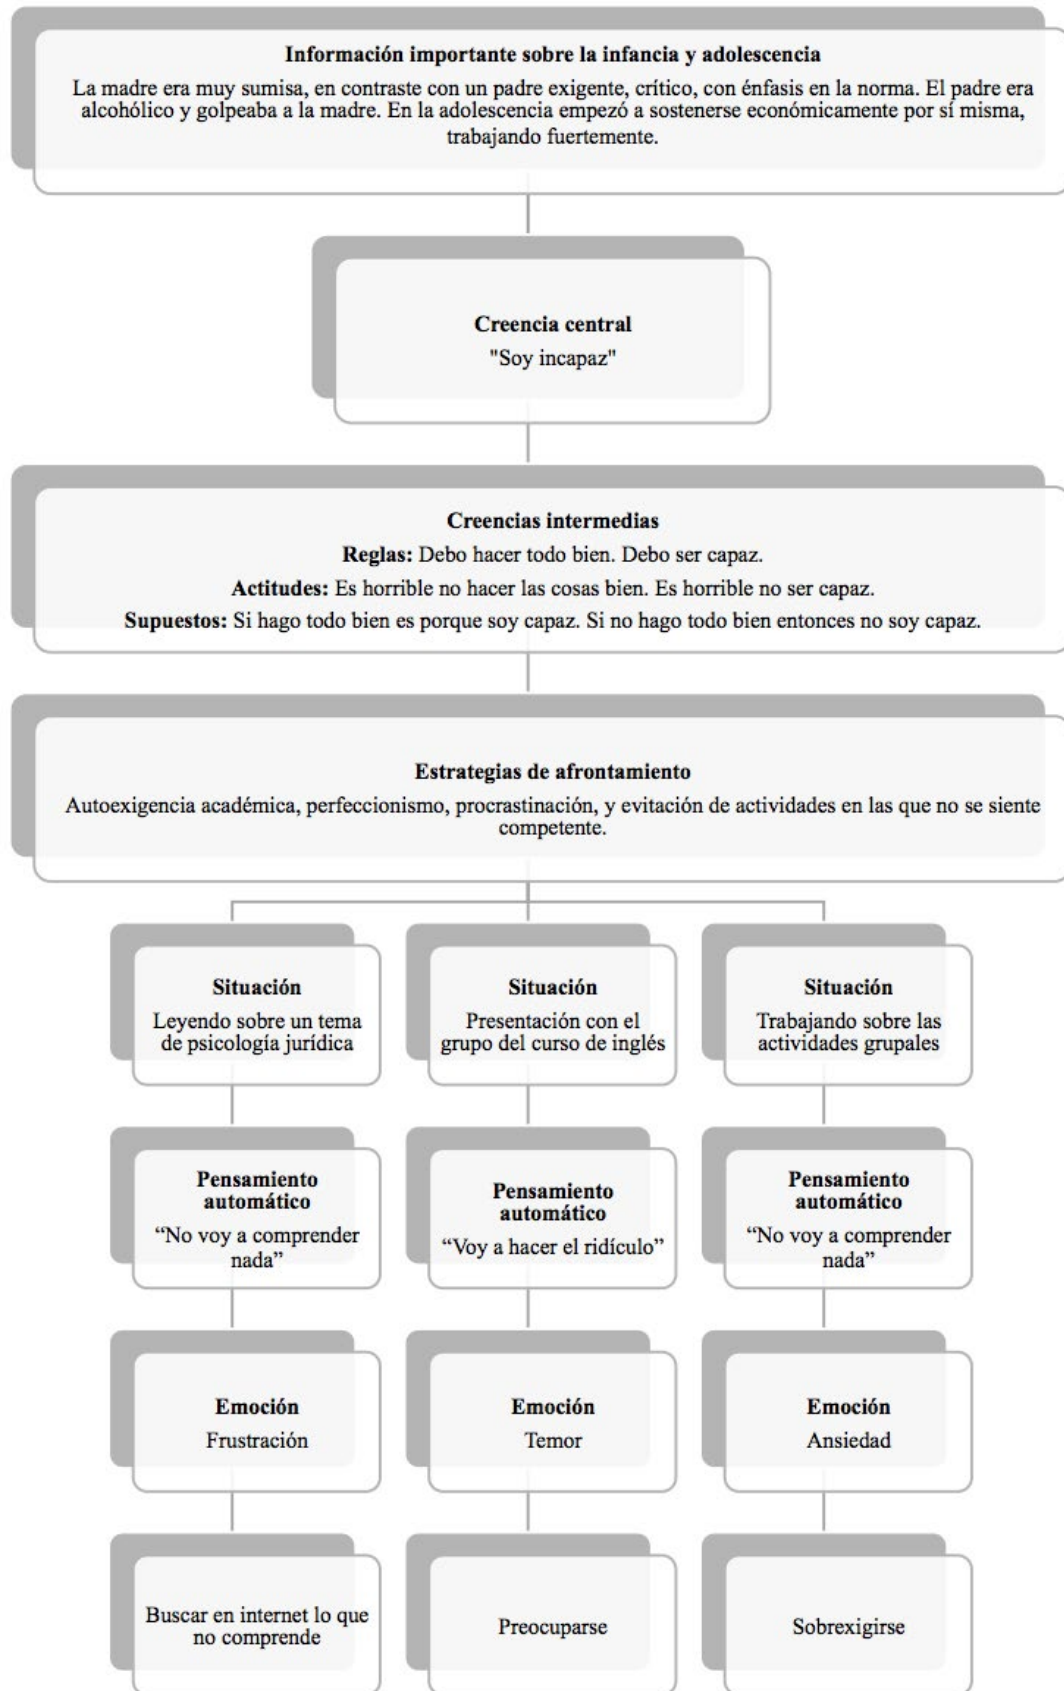 Información importante sobre la infancia y adolescencia
La madre era muy sumisa, en contraste con un padre exigente, crítico, con énfasis en la norma. El padre era
alcohólico y golpeaba a la madre. En la adolescencia empezó a sostenerse económicamente por sí misma,
trabajando fuertemente.
Creencia central
"Soy incapaz"
Creencias intermedias
Reglas: Debo hacer todo bien. Debo ser capaz.
Actitudes: Es horrible no hacer las cosas bien. Es horrible no ser capaz.
Supuestos: Si hago todo bien es porque soy capaz. Si no hago todo bien entonces no soy capaz.
Estrategias de afrontamiento
Autoexigencia académica, perfeccionismo, procrastinación, y evitación de actividades en las que no se siente
competente.
Situación
Leyendo sobre un tema
de psicología jurídica
Pensamiento
automático
“No voy a comprender
nada”
Emoción
Frustración
Buscar en internet lo que
no comprende
Situación
Presentación con el
grupo del curso de inglés
Pensamiento
automático
“Voy a hacer el ridículo”
Emoción
Temor
Preocuparse
Situación
Trabajando sobre las
actividades grupales
Pensamiento
automático
“No voy a comprender
nada”
Emoción
Ansiedad
Sobrexigirse